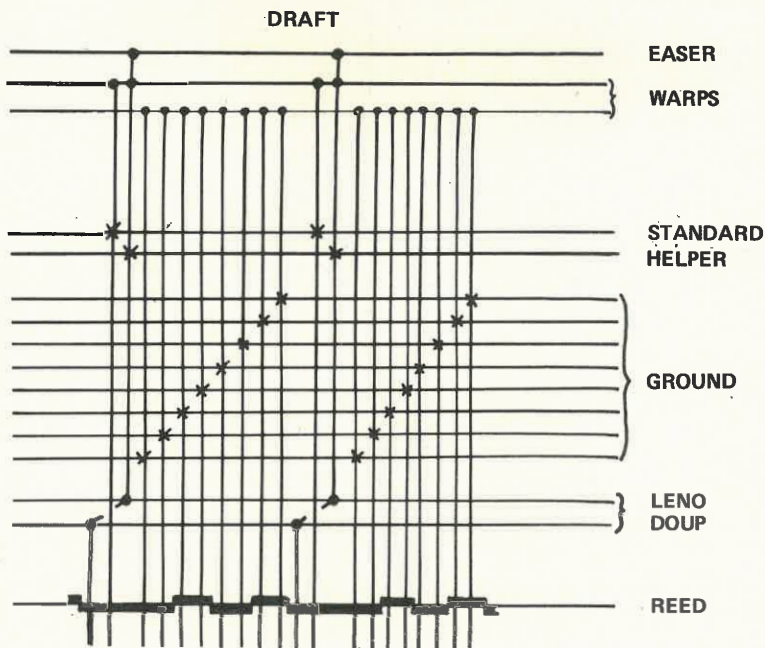 DRAFT
EASER
WARPS
STANDARD
HELPER
GROUND
LENO
DOUP
REED